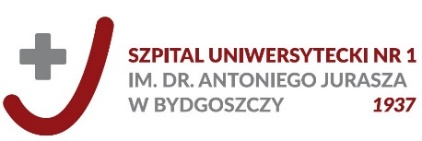 SZPITAL UNIWERSYTECKI NR 1
IM. DR. ANTONIEGO JURASZA
W BYDGOSZCZY 1937